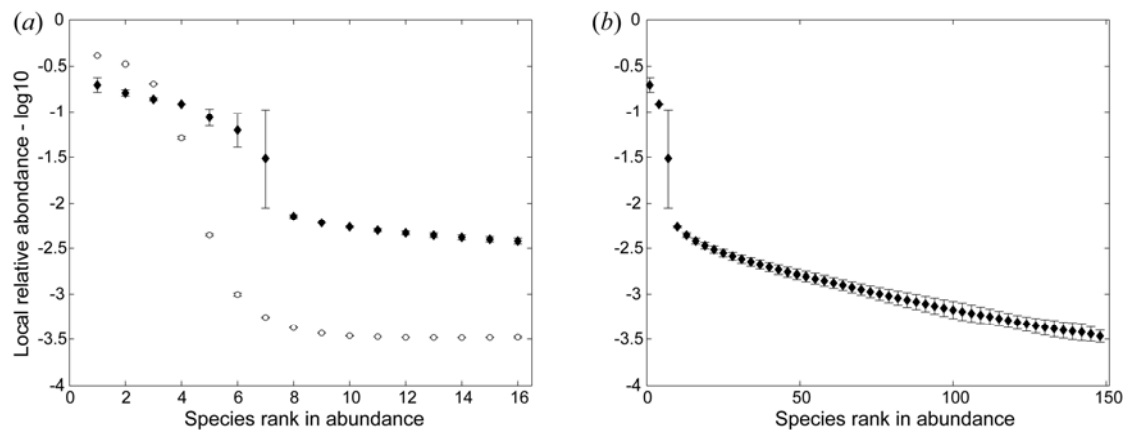 (a)
0
-0.5
-1
-1.5
-2
-2.5
-3
-3.5
-4
0 2 4 6 8 10 12 14 16
Local relative abondance - log10
Species rank in abundance
(b)
0
-0.5
-1
-1.5
-2
-2.5
-3
-3.5
-4
0 50 100 150
Species rank in abundance